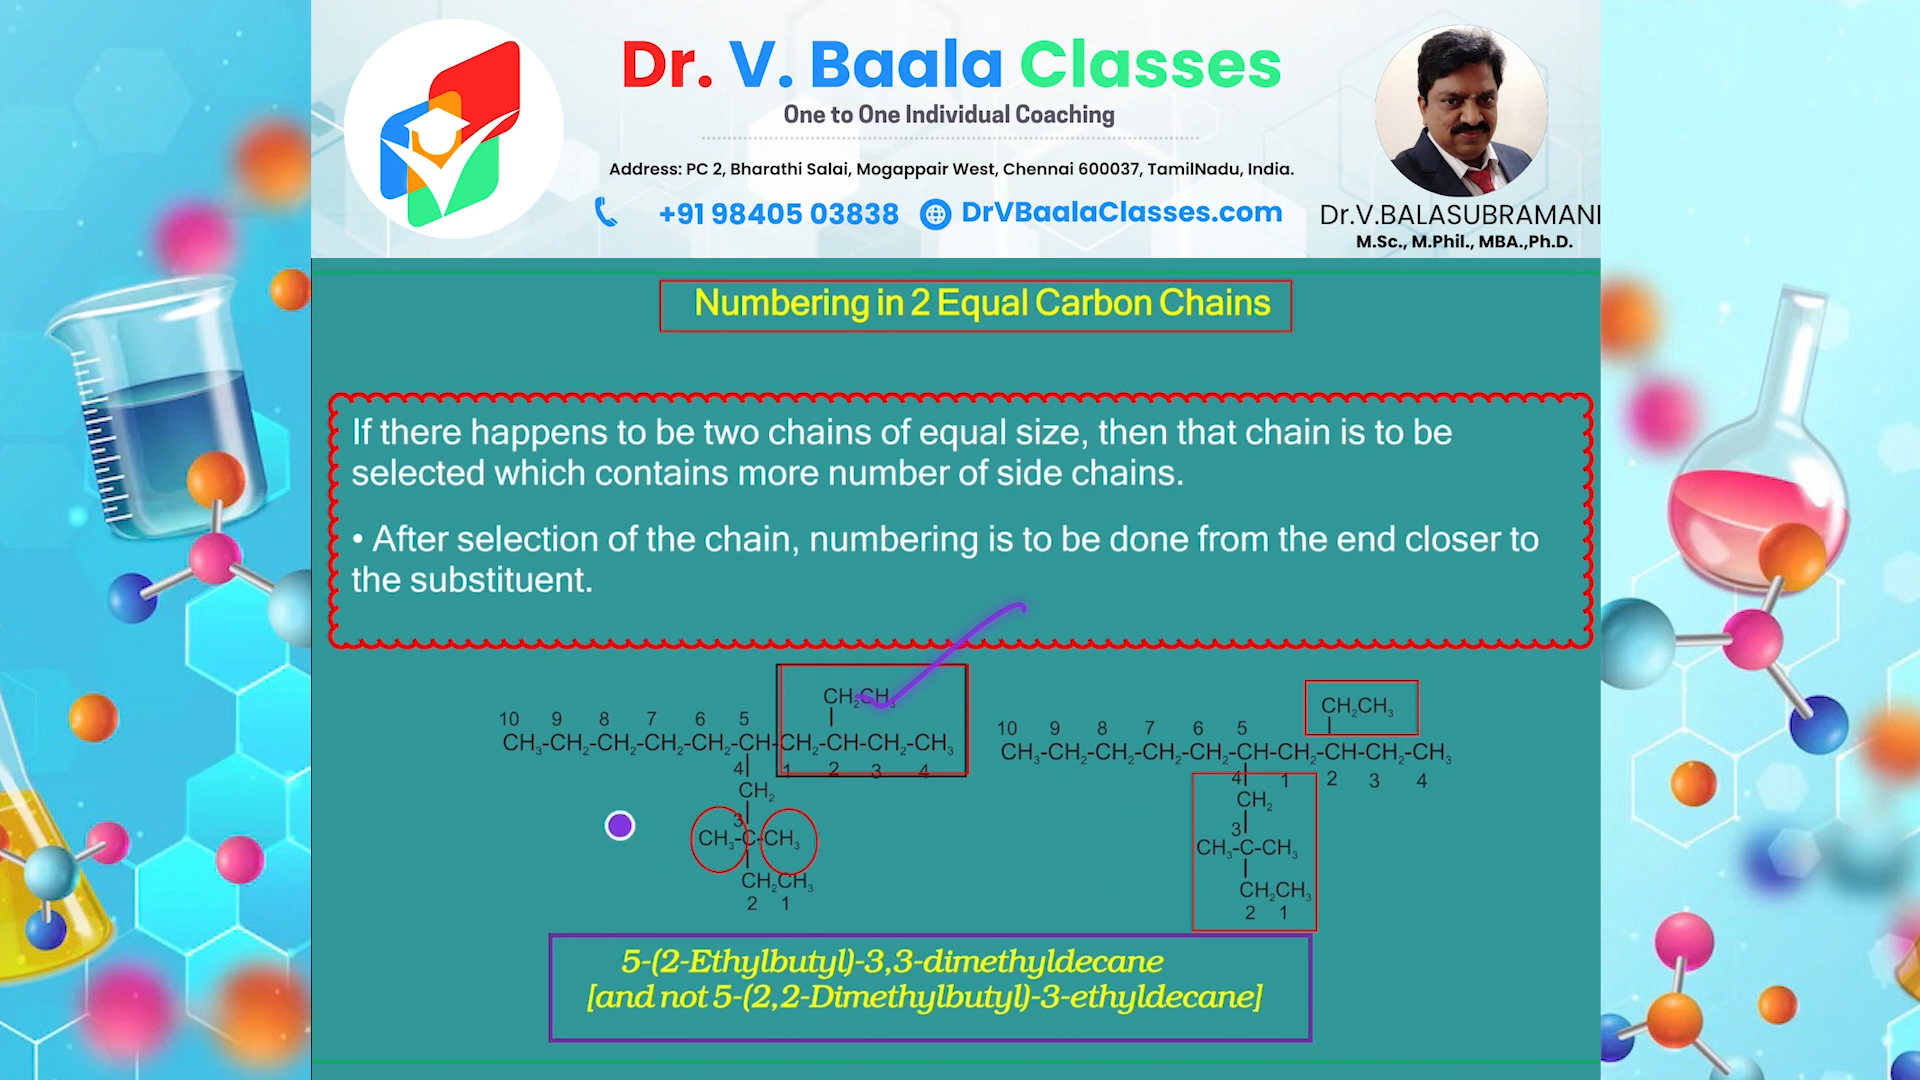 Dr. V. Baala Classes
One to One Individual Coaching
Address: PC 2, Bharathi Salai, Mogappair West, Chennai 600037, TamilNadu, India.
+91 98405 03838 DrVBaalaClasses.com
Dr.V.BALASUBRAMANI
M.Sc., M.Phil., MBA.,Ph.D.
Numbering in 2 Equal Carbon Chains
If there happens to be two chains of equal size, then that chain is to be
selected which contains more number of side chains.
• After selection of the chain, numbering is to be done from the end closer to
the substituent.
CH₂CH₃
10 9 8 7 6 5
CH₃-CH₂-CH₂-CH₂-CH₂-CH-CH₂-CH-CH₂-CH₃
4 1 2 3 4
CH₂
3
CH₃-C-CH₃
CH₂CH₃
2 1
CH₂CH₃
10 9 8 7 6 5
CH₃-CH₂-CH₂-CH₂-CH₂-CH-CH₂-CH-CH₂-CH₃
4 1 2 3 4
CH₂
3
CH₃-C-CH₃
CH₂CH₃
2 1
5-(2-Ethylbutyl)-3,3-dimethyldecane
[and not 5-(2,2-Dimethylbutyl)-3-ethyldecane]